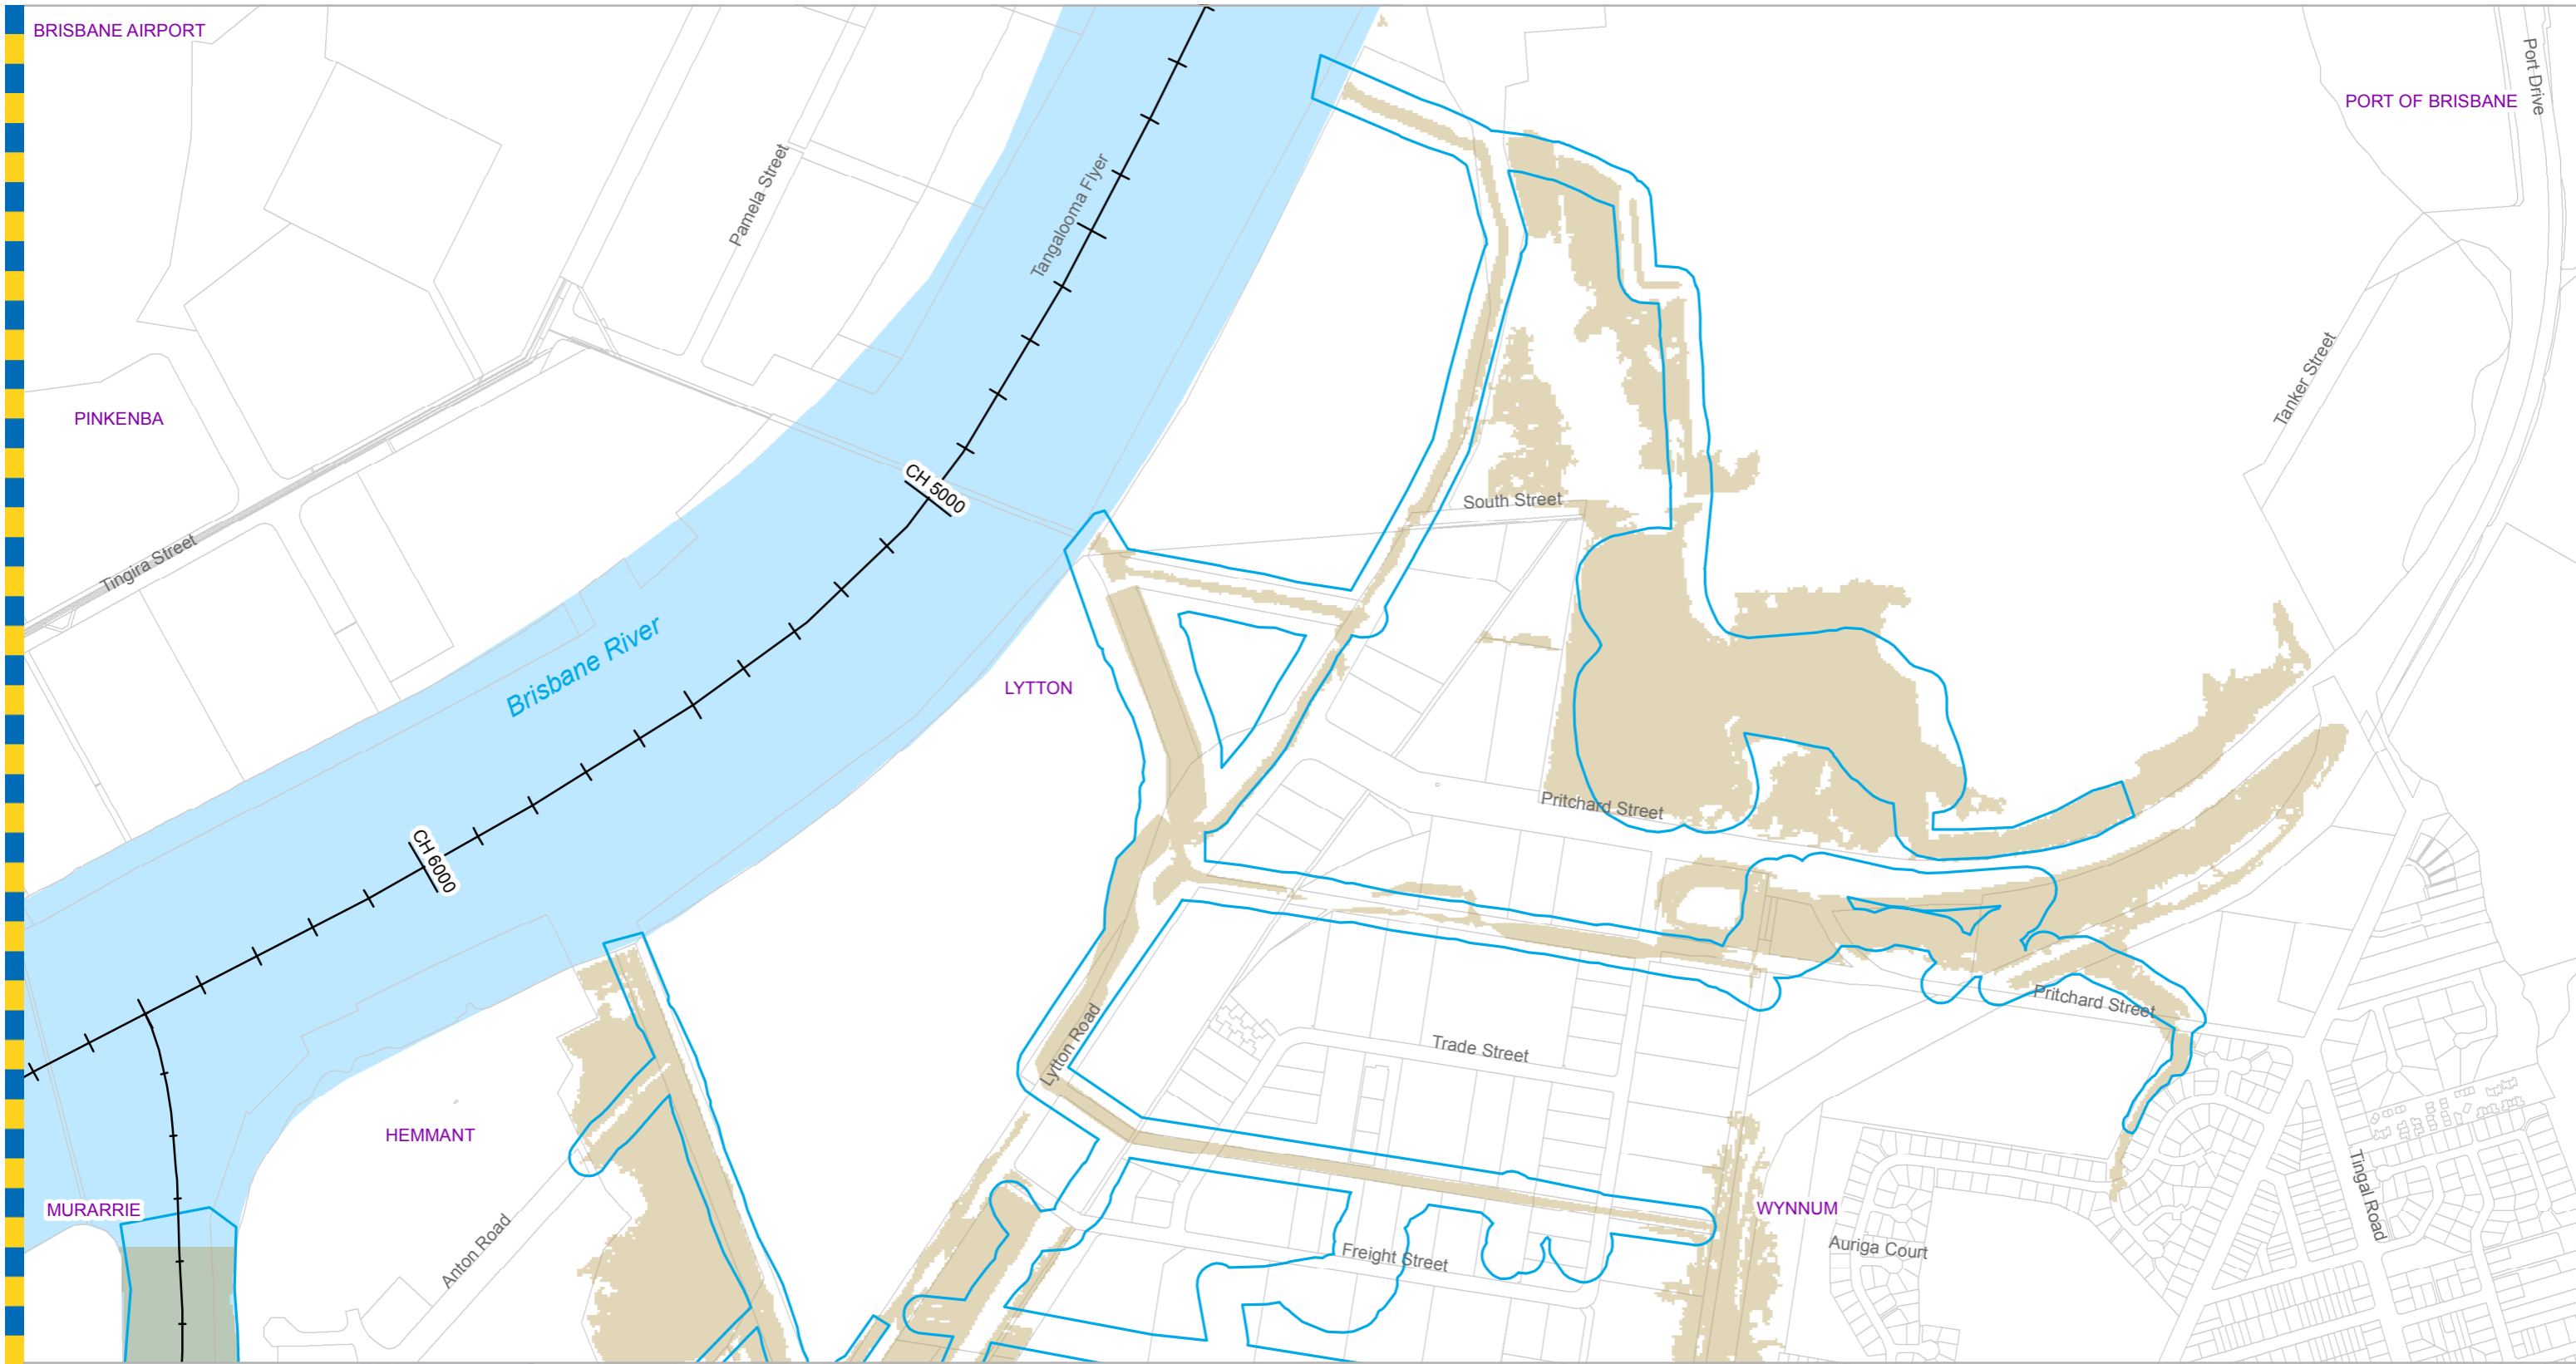 BRISBANE AIRPORT
Port Drive
PORT OF BRISBANE
Pamela Street
Tangalooma Flyer
Tanker Street
PINKENBA
CH 5000
South Street
Tingira Street
Brisbane River
LYTTON
Pritchard Street
CH 6000
Pritchard Street
Lytton Road
Trade Street
HEMMANT
Tingal Road
MURARRIE
WYNNUM
Anton Road
Freight Street
Auriga Court